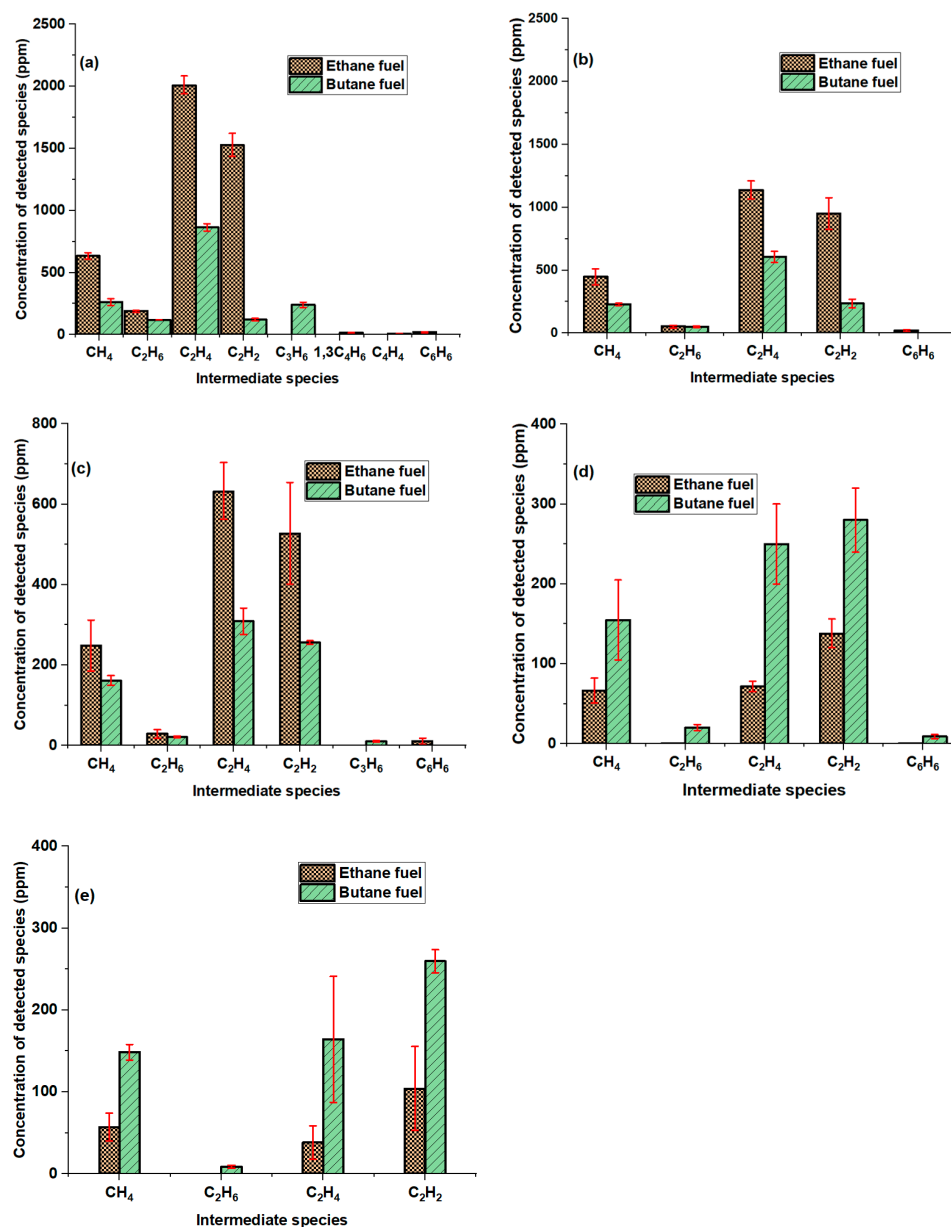 (a)
Concentration of detected species (ppm)
2500
2000
1500
1000
500
0
Ethane fuel
Butane fuel
CH₄ C₂H₆ C₂H₄ C₂H₂ C₃H₆ 1,3C₄H₆ C₄H₄ C₆H₆
Intermediate species
(b)
Concentration of detected species (ppm)
2500
2000
1500
1000
500
0
Ethane fuel
Butane fuel
CH₄ C₂H₆ C₂H₄ C₂H₂ C₆H₆
Intermediate species
(c)
Concentration of detected species (ppm)
800
600
400
200
0
Ethane fuel
Butane fuel
CH₄ C₂H₆ C₂H₄ C₂H₂ C₃H₆ C₆H₆
Intermediate species
(d)
Concentration of detected species (ppm)
400
300
200
100
0
Ethane fuel
Butane fuel
CH₄ C₂H₆ C₂H₄ C₂H₂ C₆H₆
Intermediate species
(e)
Concentration of detected species (ppm)
400
300
200
100
0
Ethane fuel
Butane fuel
CH₄ C₂H₆ C₂H₄ C₂H₂
Intermediate species